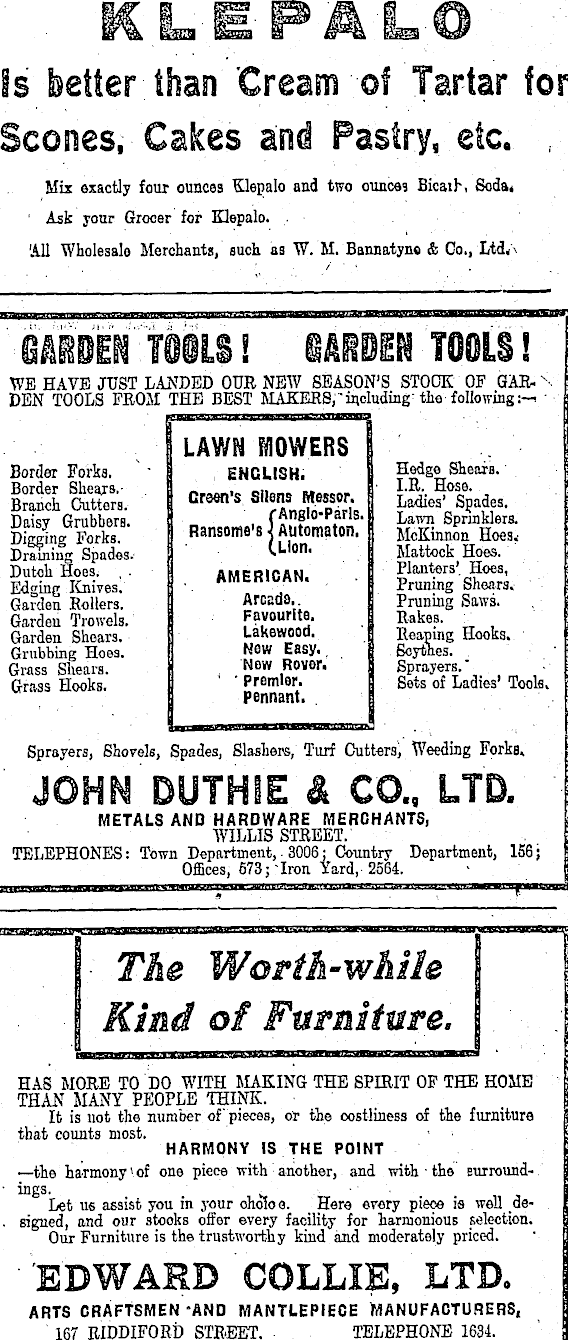 KLEPALO
Is better than Cream of Tartar for
Scones, Cakes and Pastry, etc.
Mix exactly four ounces Klepalo and two ounces Bicarb, Soda.
Ask your Grocer for Klepalo.
All Wholesale Merchants, such as W. M. Bannatyne & Co., Ltd.
GARDEN TOOLS! GARDEN TOOLS!
WE HAVE JUST LANDED OUR NEW SEASON'S STOCK OF GAR-
DEN TOOLS FROM THE BEST MAKERS, including the following:—
Border Forks.
Border Shears.
Branch Cutters.
Daisy Grubbers.
Digging Forks.
Draining Spades.
Dutch Hoes.
Edging Knives.
Garden Rollers.
Garden Trowels.
Garden Shears.
Grubbing Hoes.
Grass Shears.
Grass Hooks.
LAWN MOWERS
ENGLISH.
Green's Silens Messor.
Ransome's { Anglo-Paris.
Automaton.
Lion.
AMERICAN.
Arcada.
Favourite.
Lakewood.
New Easy.
New Rover.
Premier.
Pennant.
Hedge Shears.
I.R. Hose.
Ladies' Spades.
Lawn Sprinklers.
McKinnon Hoes.
Mattock Hoes.
Planters' Hoes,
Pruning Shears.
Pruning Saws.
Rakes.
Reaping Hooks.
Scythes.
Sprayers.
Sets of Ladies' Tools.
Sprayers, Shovels, Spades, Slashers, Turf Cutters, Weeding Forks.
JOHN DUTHIE & CO., LTD.
METALS AND HARDWARE MERCHANTS,
WILLIS STREET.
TELEPHONES: Town Department, 3006; Country Department, 156;
Offices, 573; Iron Yard, 2564.
The Worth-while
Kind of Furniture.
HAS MORE TO DO WITH MAKING THE SPIRIT OF THE HOME
THAN MANY PEOPLE THINK.
It is not the number of pieces, or the costliness of the furniture
that counts most.
HARMONY IS THE POINT
—the harmony of one piece with another, and with the surround-
ings.
Let us assist you in your choice. Here every piece is well de-
signed, and our stocks offer every facility for harmonious selection.
Our Furniture is the trustworthy kind and moderately priced.
EDWARD COLLIE, LTD.
ARTS CRAFTSMEN AND MANTLEPIECE MANUFACTURERS,
167 RIDDIFORD STREET. TELEPHONE 1634.